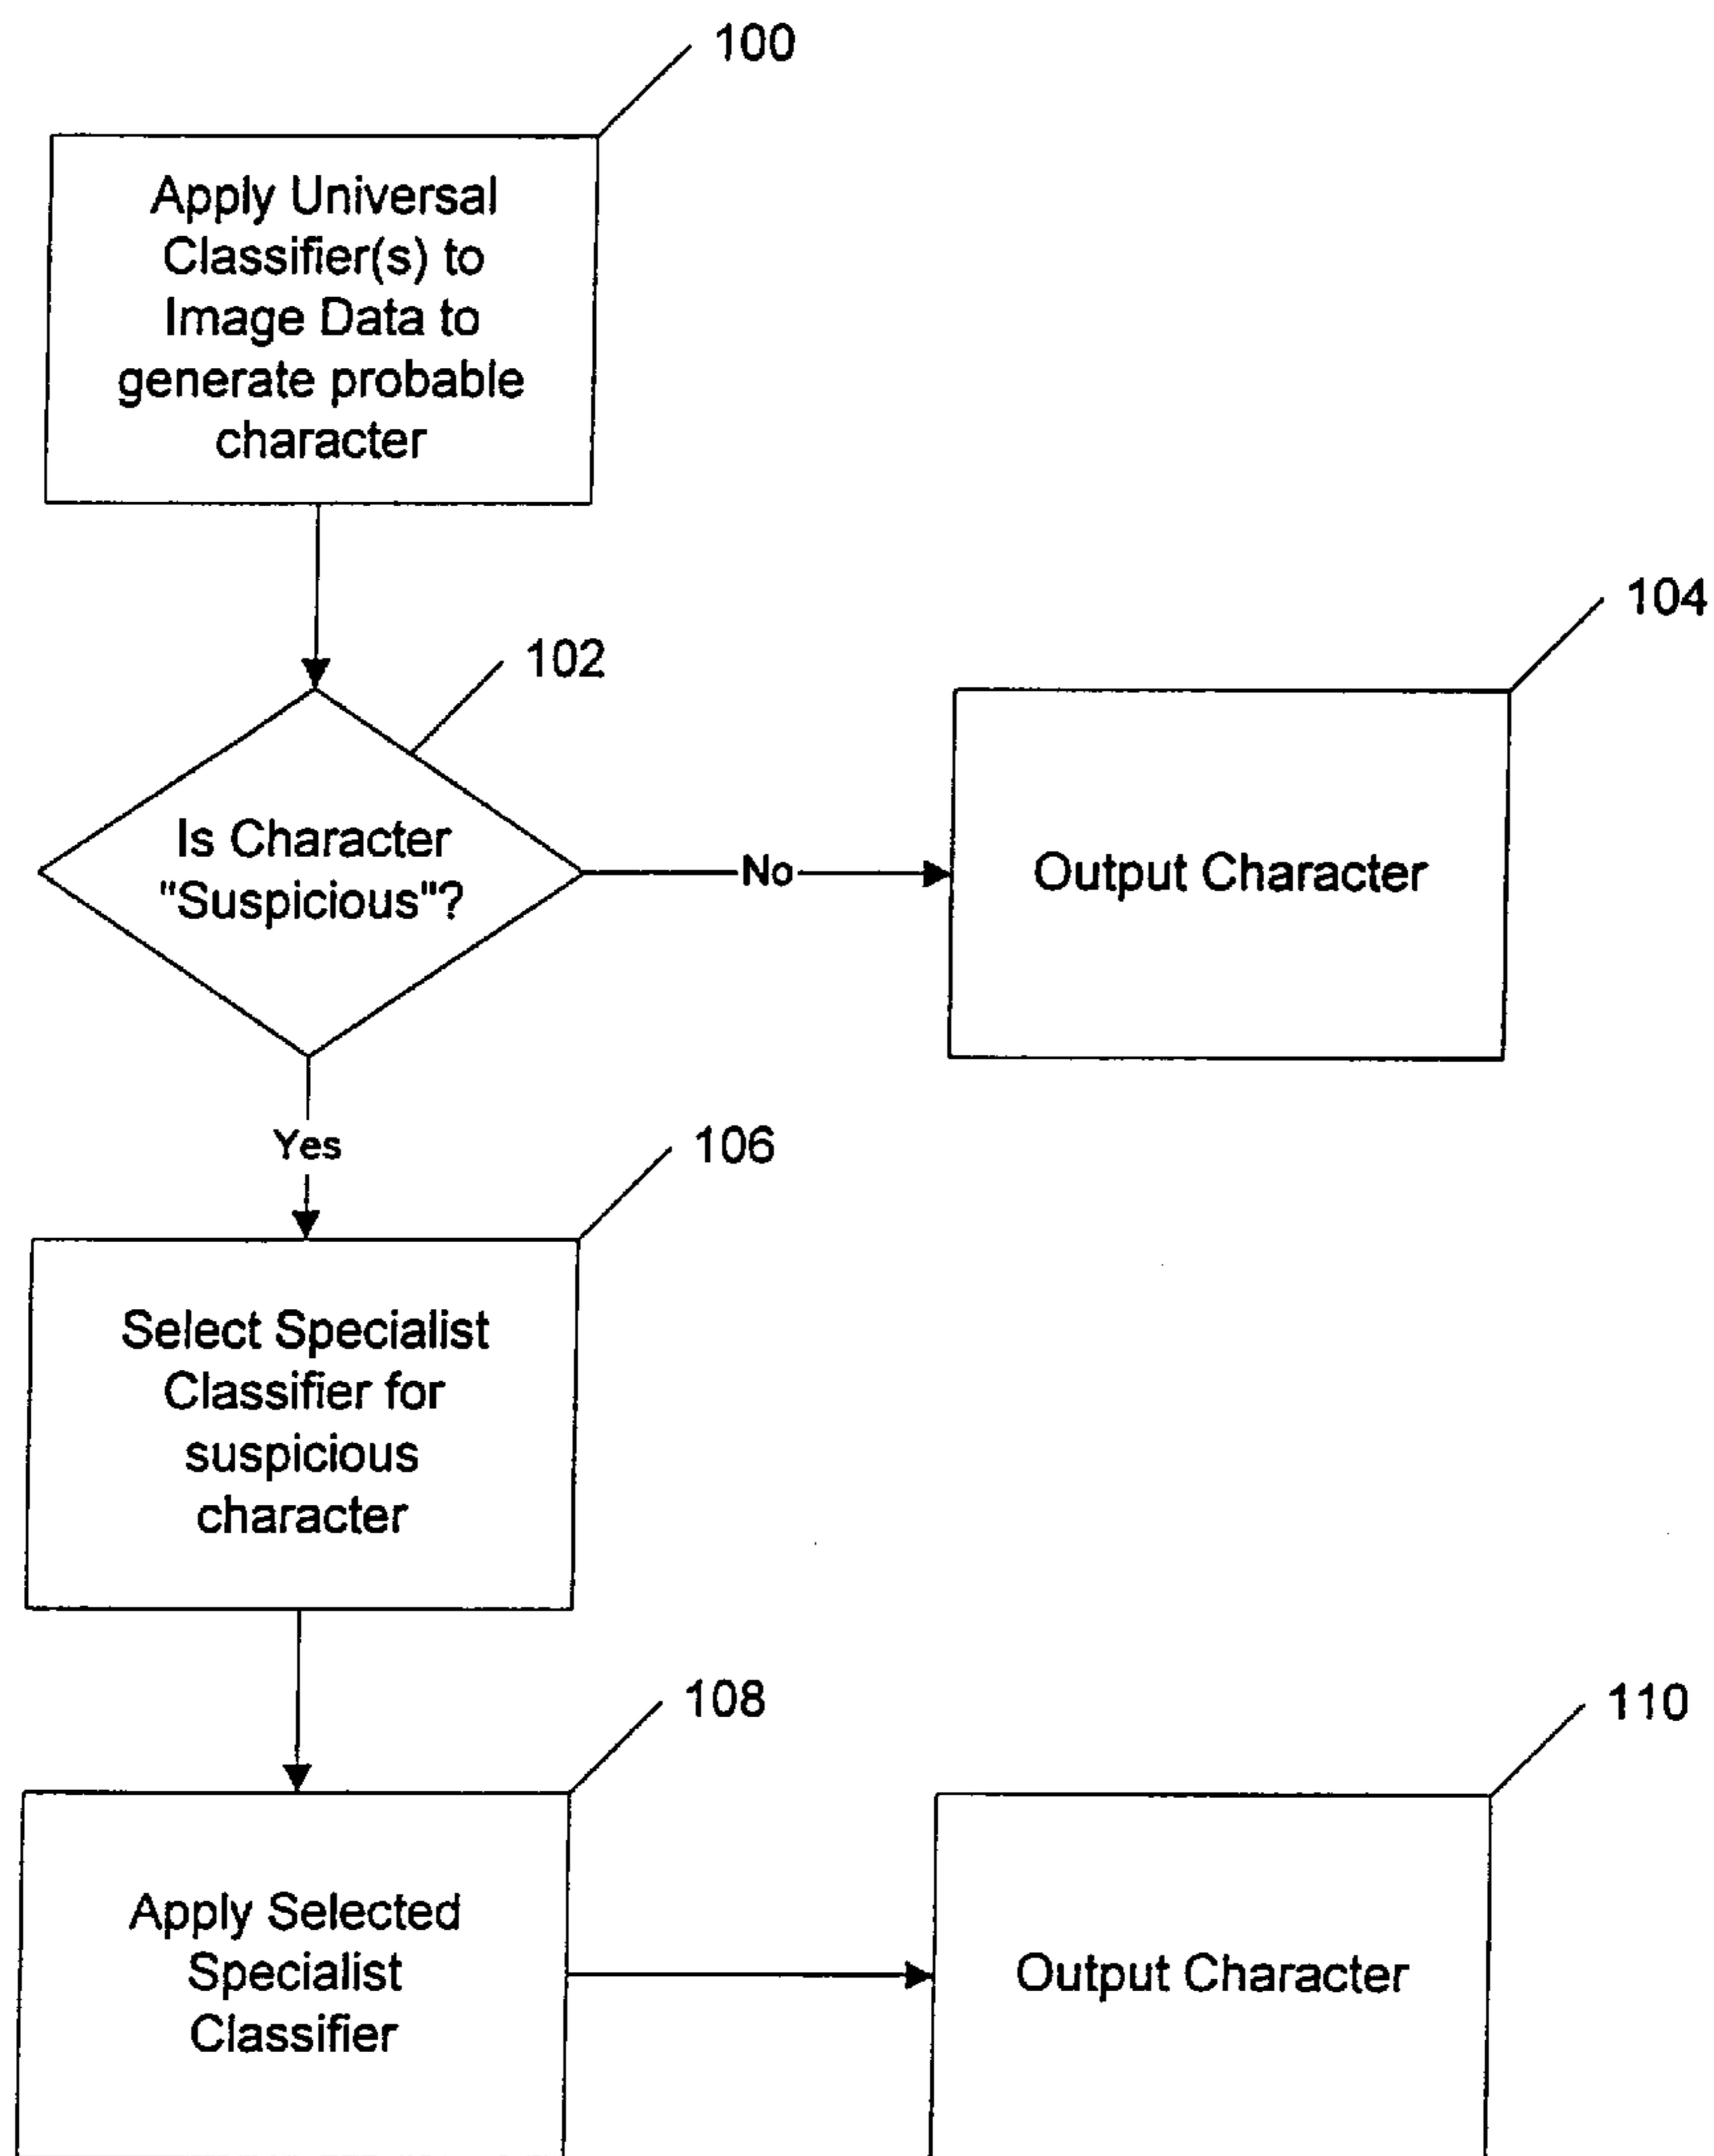 100
Apply Universal
Classifier(s) to
Image Data to
generate probable
character
102
Is Character
"Suspicious"?
No
104
Output Character
Yes
106
Select Specialist
Classifier for
suspicious
character
108
Apply Selected
Specialist
Classifier
110
Output Character